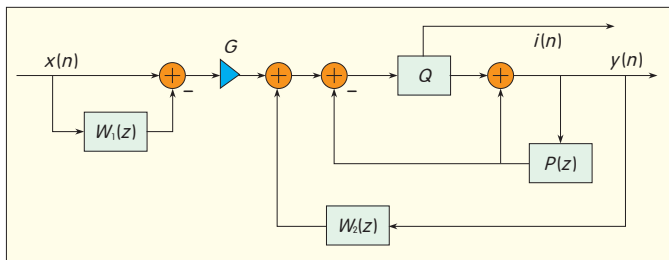 G
i(n)
x(n)
y(n)
+
−
+
+
−
Q
+
W₁(z)
P(z)
W₂(z)